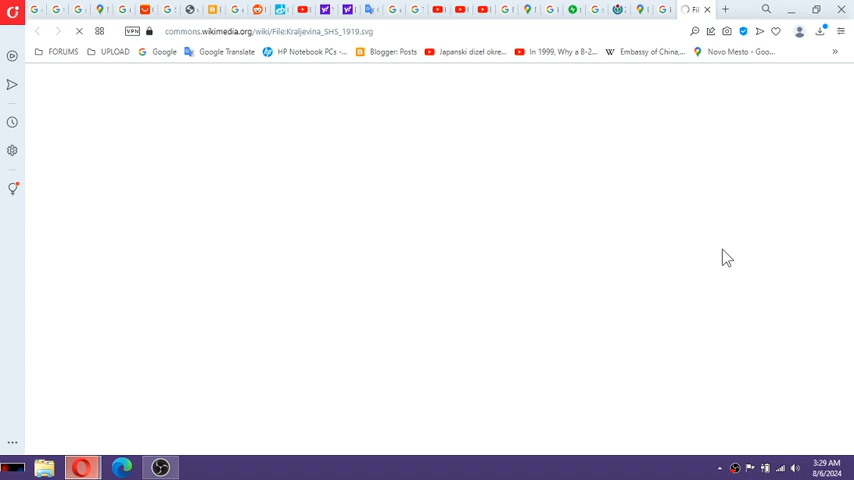 Fil
VPN commons.wikimedia.org/wiki/File:Kraljevina_SHS_1919.svg
FORUMS UPLOAD Google Google Translate HP Notebook PCs -... Blogger: Posts Japanski dizel okre... In 1999, Why a B-2... Embassy of China,... Novo Mesto - Goo...
3:29 AM
8/6/2024